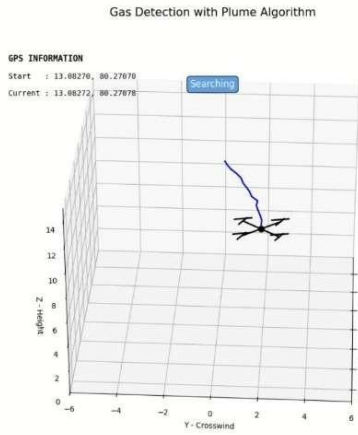 Gas Detection with Plume Algorithm
GPS INFORMATION
Start : 13.08270, 80.27070
Current : 13.08272, 80.27078
Searching
14
12
10
8
6
4
2
0
Z - Height
-6
-4
-2
0
2
4
6
Y - Crosswind